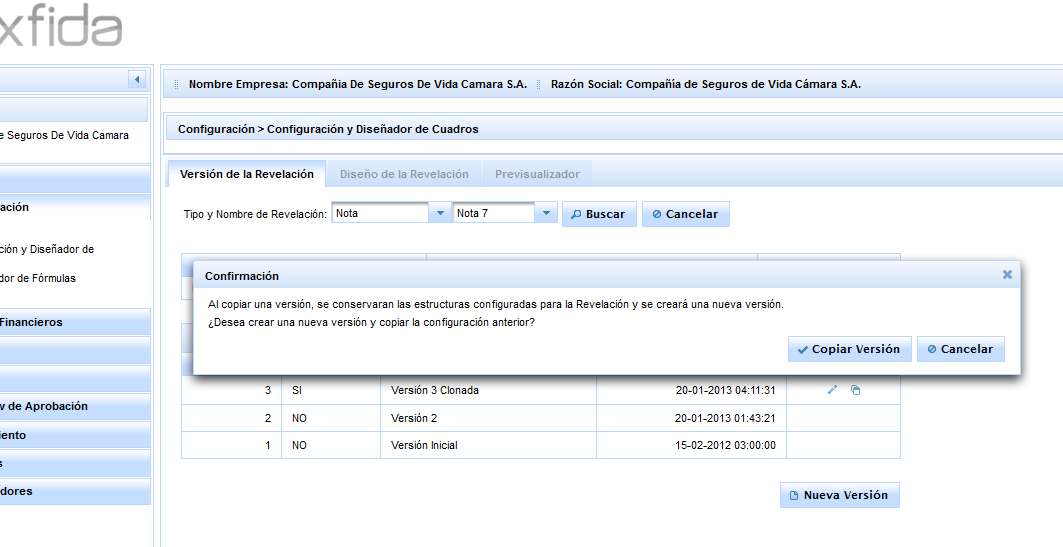 xfida
Nombre Empresa: Compañia De Seguros De Vida Camara S.A. Razón Social: Compañía de Seguros de Vida Cámara S.A.
e Seguros De Vida Camara
Configuración > Configuración y Diseñador de Cuadros
Versión de la Revelación Diseño de la Revelación Previsualizador
ación
Tipo y Nombre de Revelación: Nota Nota 7 Buscar Cancelar
ción y Diseñador de
dor de Fórmulas
Confirmación
Al copiar una versión, se conservaran las estructuras configuradas para la Revelación y se creará una nueva versión.
¿Desea crear una nueva versión y copiar la configuración anterior?
Copiar Versión Cancelar
Financieros
3 SI Versión 3 Clonada 20-01-2013 04:11:31
v de Aprobación
2 NO Versión 2 20-01-2013 01:43:21
iento
1 NO Versión Inicial 15-02-2012 03:00:00
s
dores
Nueva Versión